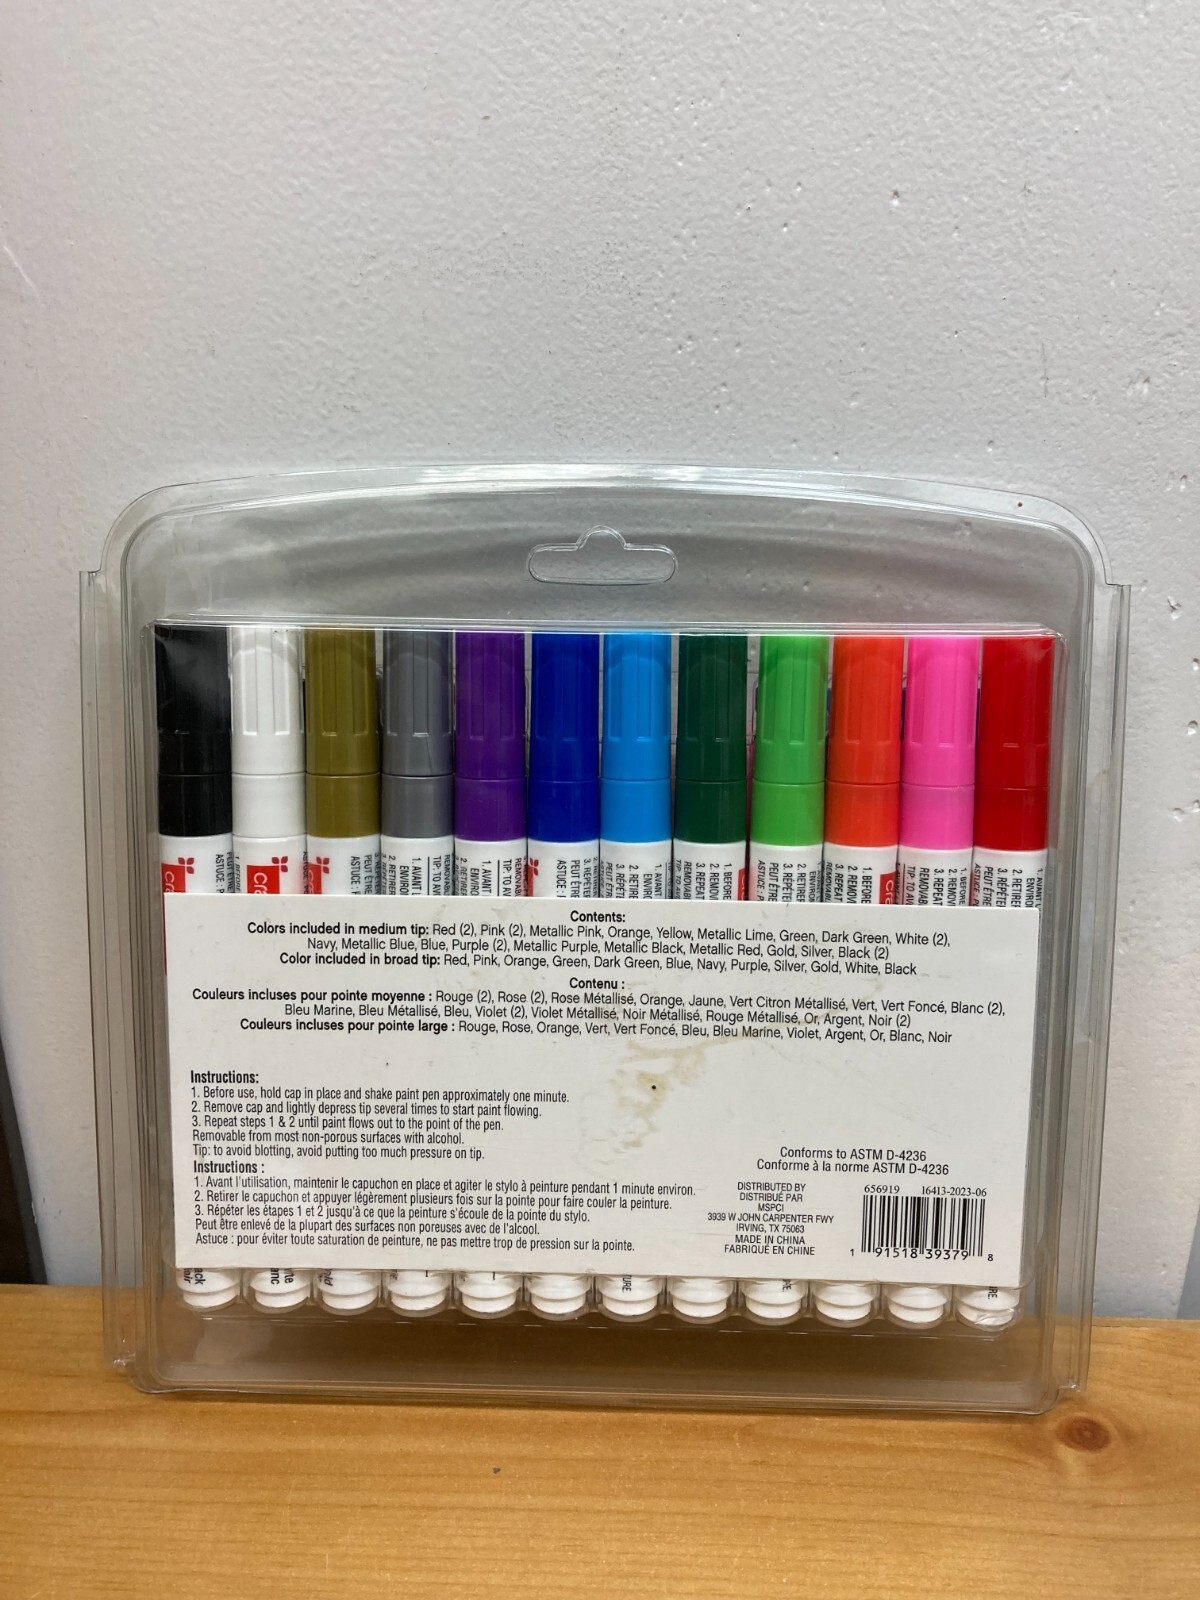 Contents:
Colors included in medium tip: Red (2), Pink (2), Metallic Pink, Orange, Yellow, Metallic Lime, Green, Dark Green, White (2),
Navy, Metallic Blue, Blue, Purple (2), Metallic Purple, Metallic Black, Metallic Red, Gold, Silver, Black (2)
Color included in broad tip: Red, Pink, Orange, Green, Dark Green, Blue, Navy, Purple, Silver, Gold, White, Black
Contenu :
Couleurs incluses pour pointe moyenne : Rouge (2), Rose (2), Rose Métallisé, Orange, Jaune, Vert Citron Métallisé, Vert, Vert Foncé, Blanc (2),
Bleu Marine, Bleu Métallisé, Bleu, Violet (2), Violet Métallisé, Noir Métallisé, Rouge Métallisé, Or, Argent, Noir (2)
Couleurs incluses pour pointe large : Rouge, Rose, Orange, Vert, Vert Foncé, Bleu, Bleu Marine, Violet, Argent, Or, Blanc, Noir
Instructions:
1. Before use, hold cap in place and shake paint pen approximately one minute.
2. Remove cap and lightly depress tip several times to start paint flowing.
3. Repeat steps 1 & 2 until paint flows out to the point of the pen.
Removable from most non-porous surfaces with alcohol.
Tip: to avoid blotting, avoid putting too much pressure on tip.
Instructions :
1. Avant l'utilisation, maintenir le capuchon en place et agiter le stylo à peinture pendant 1 minute environ.
2. Retirer le capuchon et appuyer légèrement plusieurs fois sur la pointe pour faire couler la peinture.
3. Répéter les étapes 1 et 2 jusqu'à ce que la peinture s'écoule de la pointe du stylo.
Peut être enlevé de la plupart des surfaces non poreuses avec de l'alcool.
Astuce : pour éviter toute saturation de peinture, ne pas mettre trop de pression sur la pointe.
Conforms to ASTM D-4236
Conforme à la norme ASTM D-4236
DISTRIBUTED BY
DISTRIBUÉ PAR
MSPCI
3939 W JOHN CARPENTER FWY
IRVING, TX 75063
MADE IN CHINA
FABRIQUÉ EN CHINE
656919 16413-2023-06
1 91518 39379 8